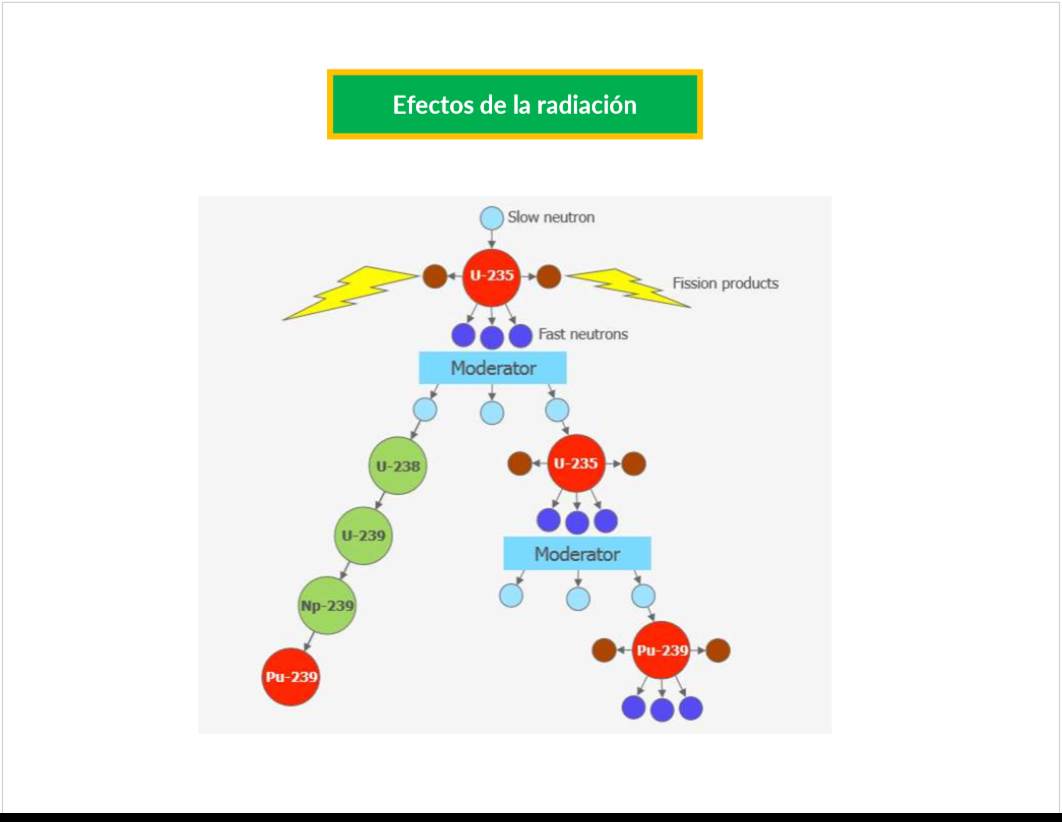 Efectos de la radiación
Slow neutron
U-235
Fission products
Fast neutrons
Moderator
U-238
U-235
U-239
Moderator
Np-239
Pu-239
Pu-239